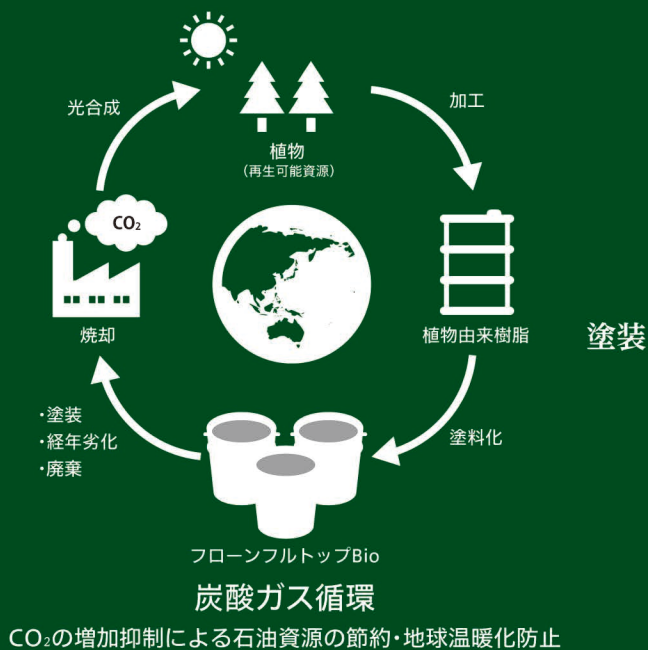 光合成
加工
植物
（再生可能資源）
CO₂
焼却
植物由来樹脂
塗装
・塗装
・経年劣化
・廃棄
塗料化
フローンフルトップBio
炭酸ガス循環
CO₂の増加抑制による石油資源の節約・地球温暖化防止